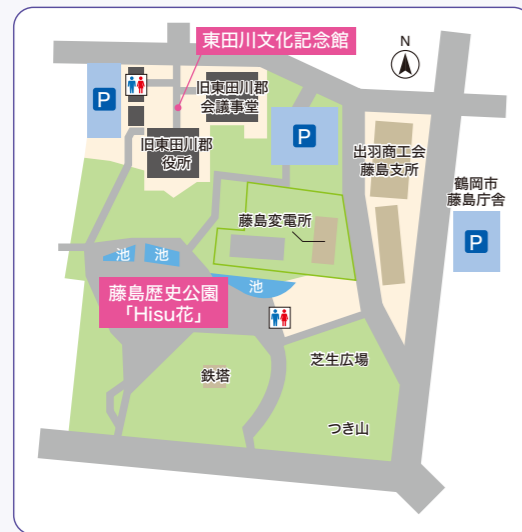 東田川文化記念館
N
P
旧東田川郡
会議事堂
P
旧東田川郡
役所
出羽商工会
藤島支所
鶴岡市
藤島庁舎
P
藤島変電所
池
池
池
藤島歴史公園
「Hisu花」
鉄塔
芝生広場
つき山